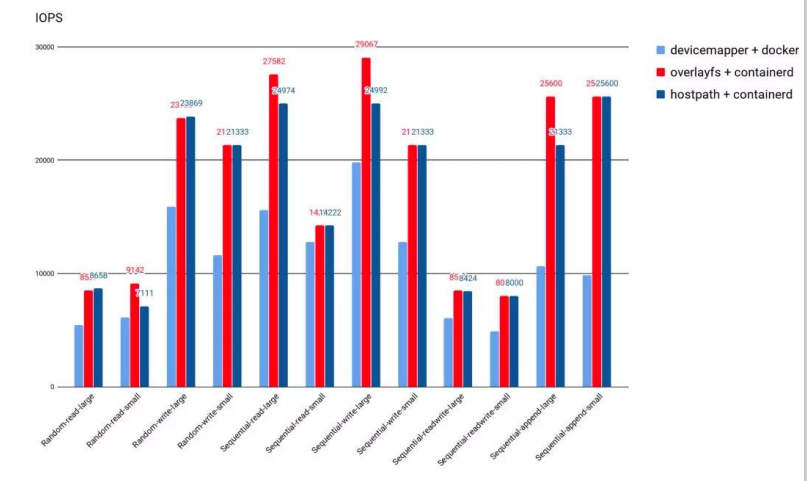 IOPS
devicemapper + docker
overlayfs + containerd
hostpath + containerd
30000
20000
10000
0
8658
9142
7111
23869
21333
27582
24974
14222
29067
24992
21333
8424
8000
25600
21333
25600
Random-read-large
Random-read-small
Random-write-large
Random-write-small
Sequential-read-large
Sequential-read-small
Sequential-write-large
Sequential-write-small
Sequential-readwrite-large
Sequential-readwrite-small
Sequential-append-large
Sequential-append-small